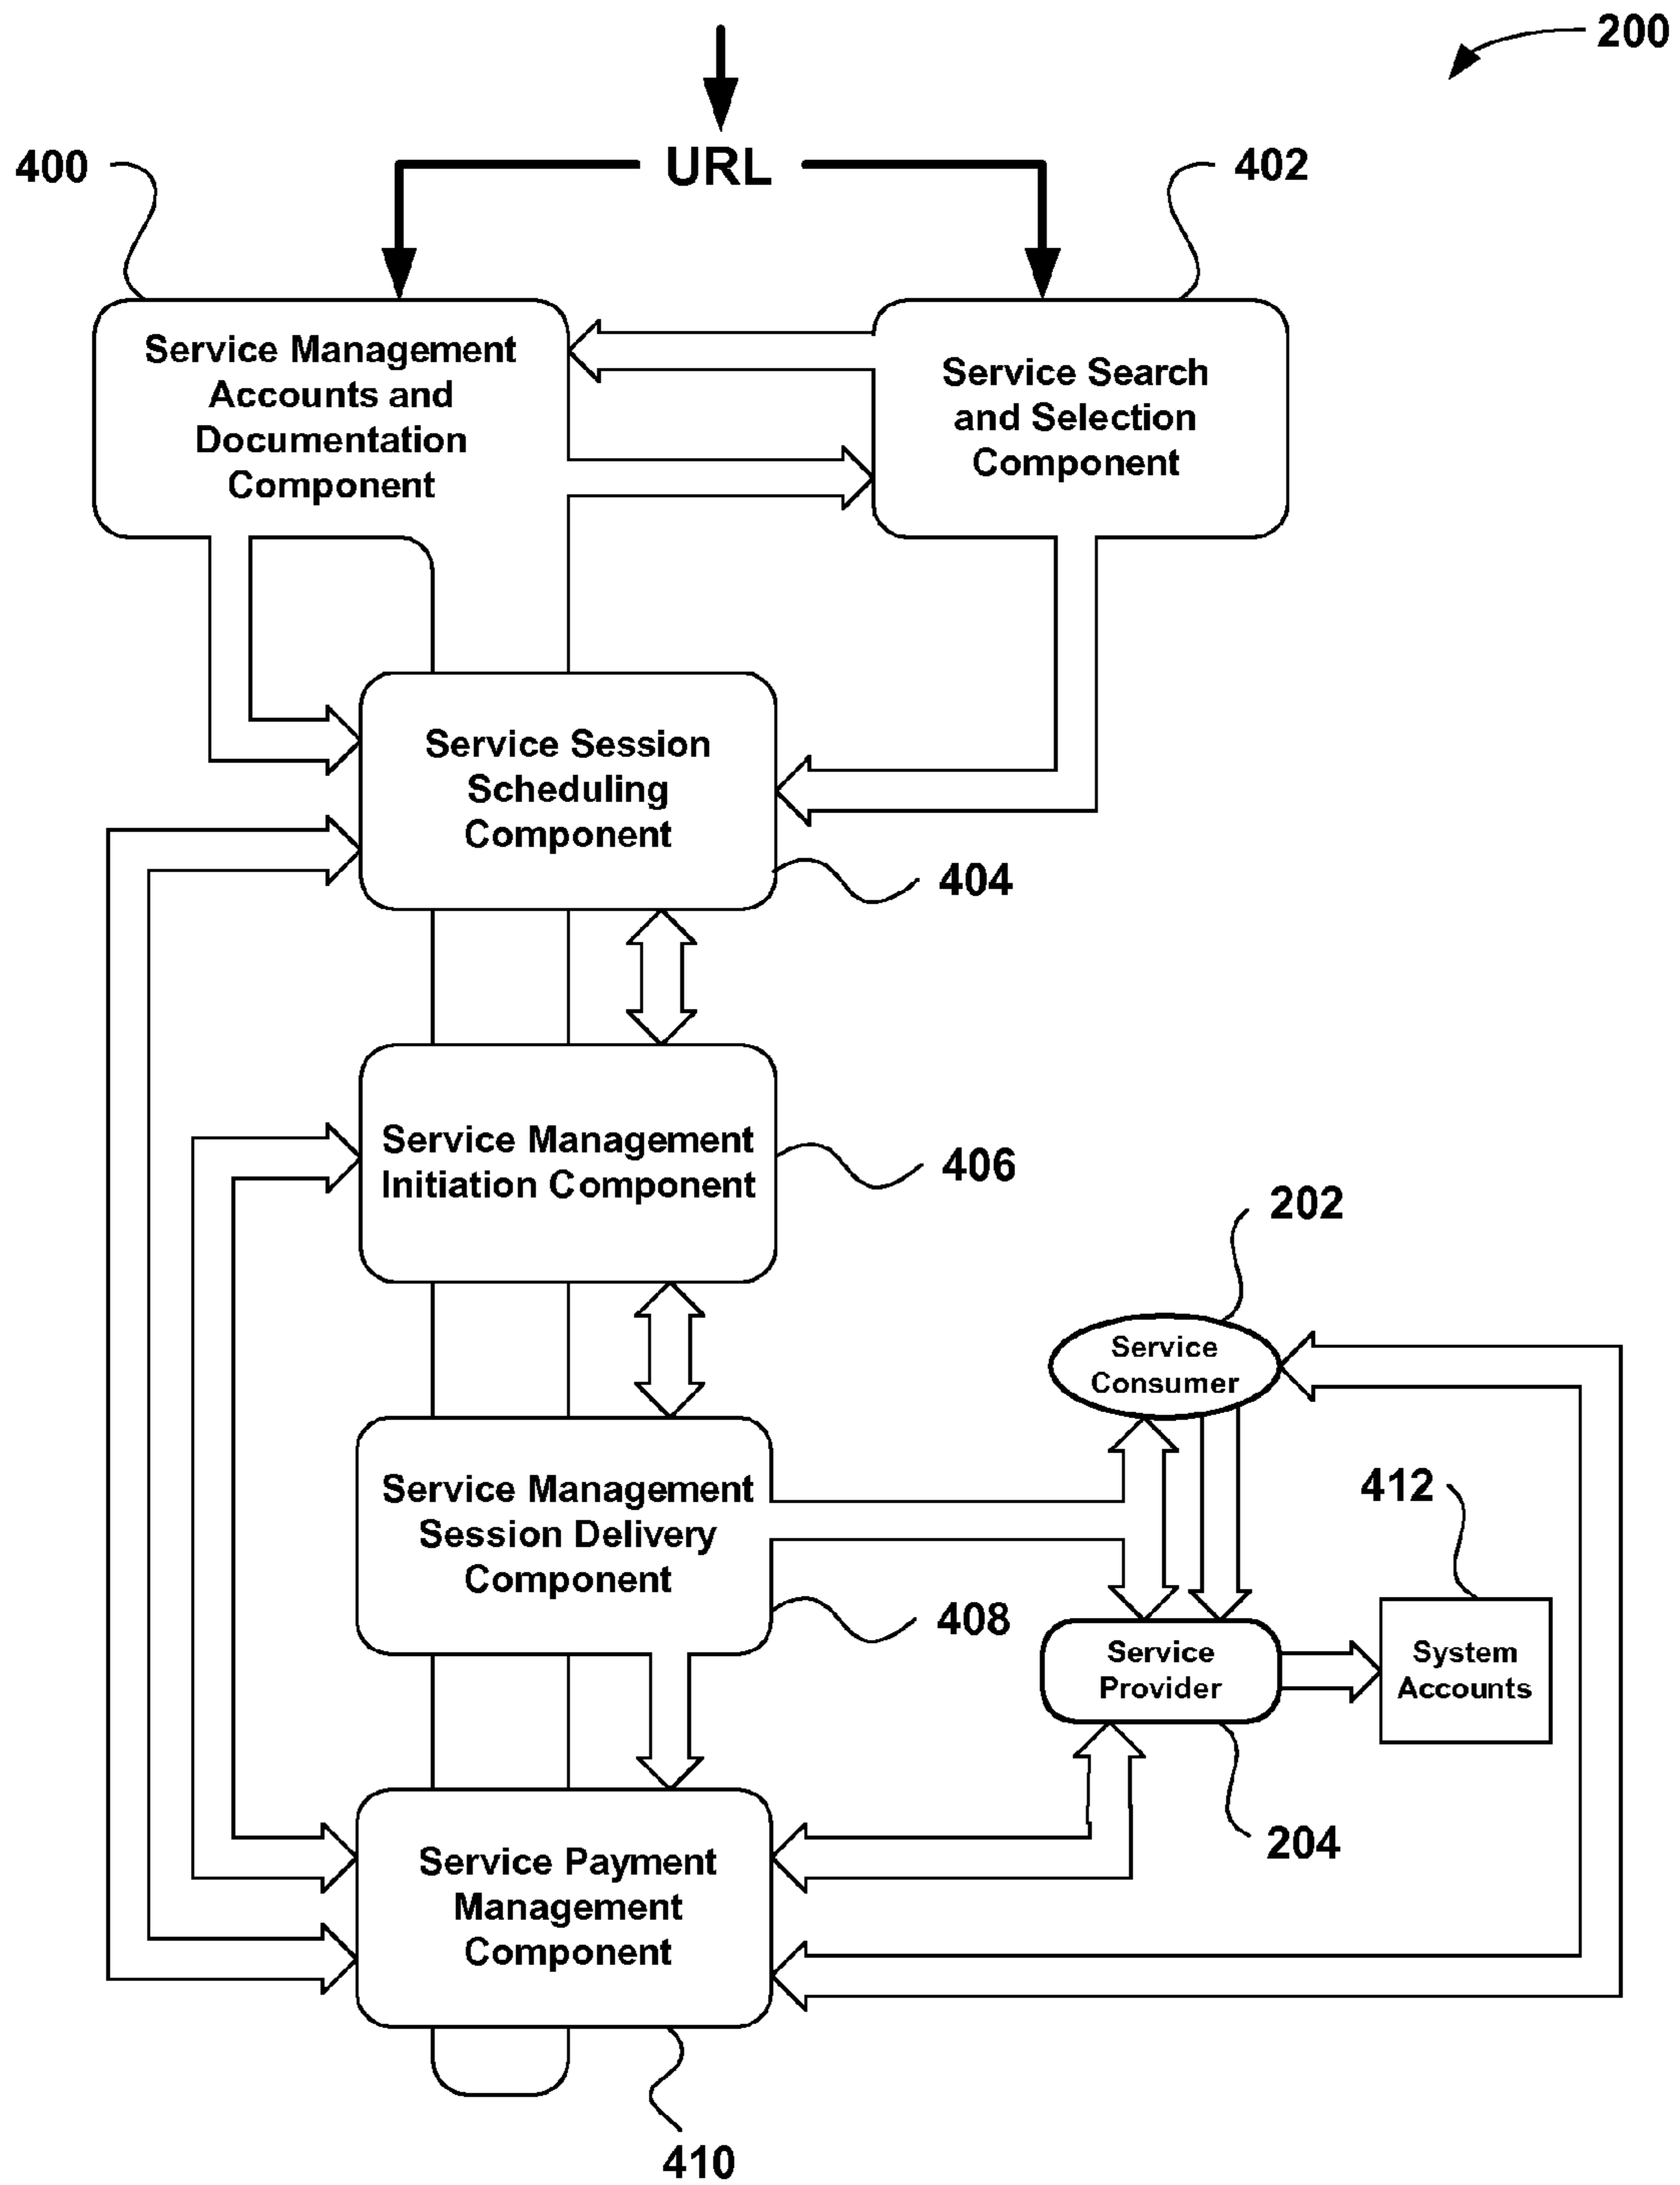 200
URL
400
402
Service Management
Accounts and
Documentation
Component
Service Search
and Selection
Component
Service Session
Scheduling
Component
404
Service Management
Initiation Component
406
202
Service
Consumer
Service Management
Session Delivery
Component
412
408
Service
Provider
System
Accounts
204
Service Payment
Management
Component
410